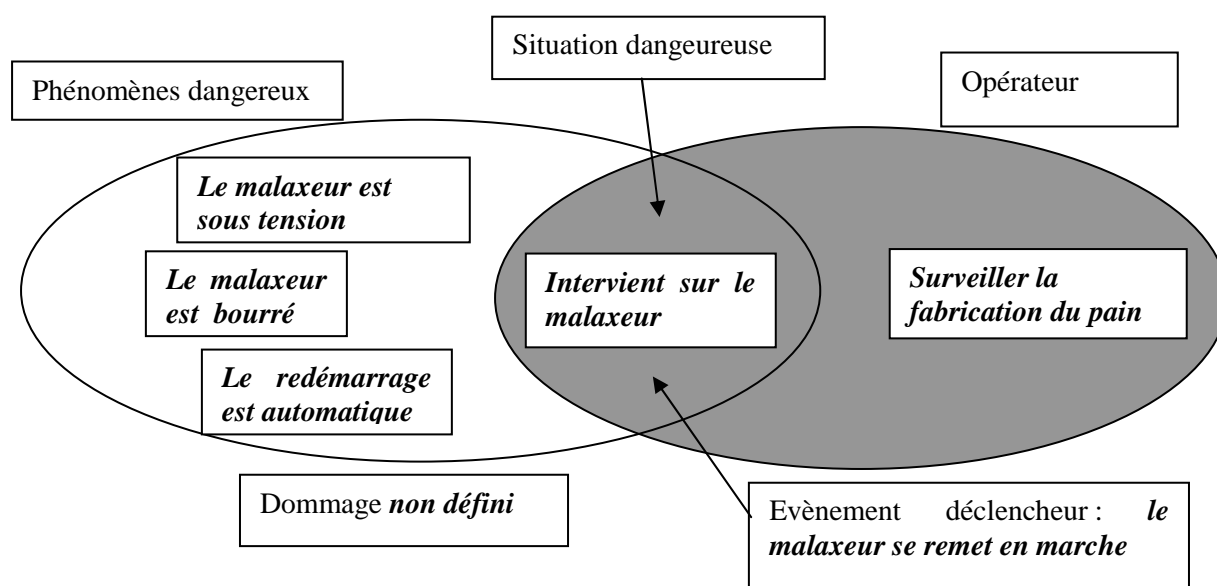 Situation dangeureuse
Phénomènes dangereux
Opérateur
Le malaxeur est
sous tension
Le malaxeur
est bourré
Le redémarrage
est automatique
Intervient sur le
malaxeur
Surveiller la
fabrication du pain
Dommage non défini
Evènement déclencheur : le
malaxeur se remet en marche